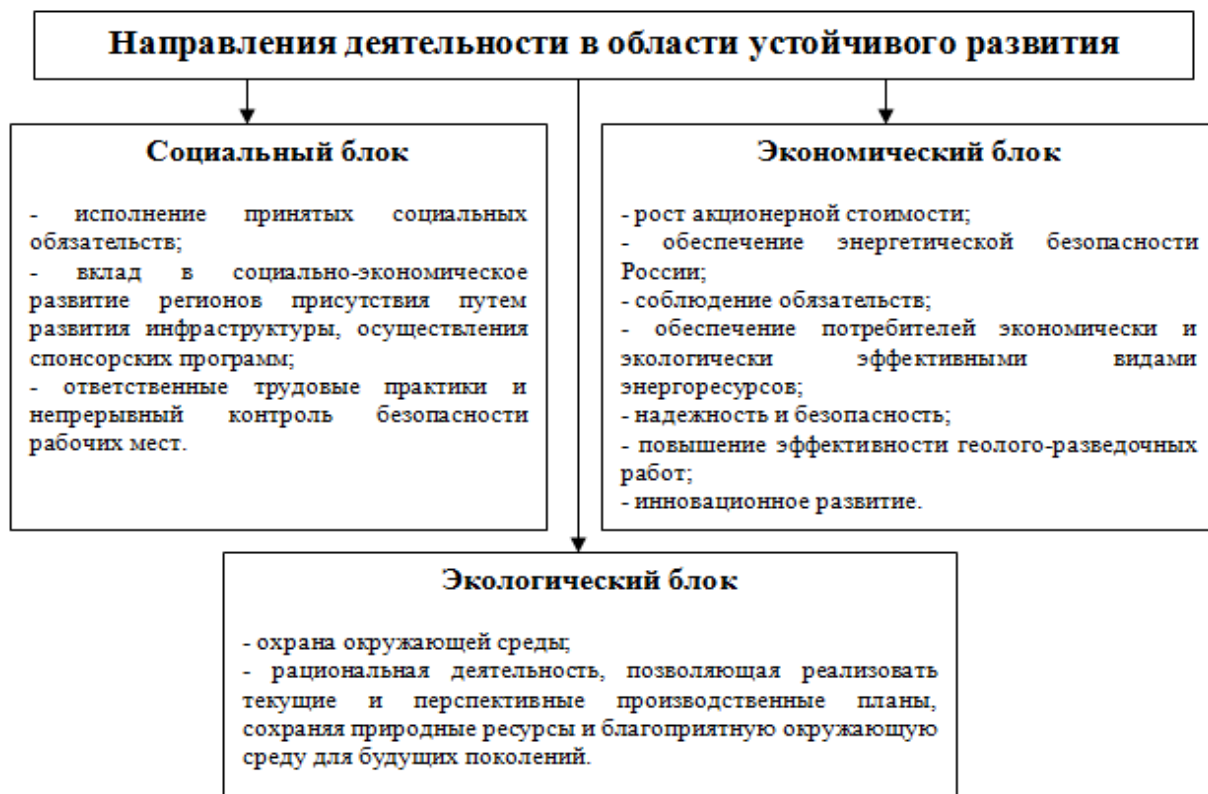 Направления деятельности в области устойчивого развития
Социальный блок
- исполнение принятых социальных
обязательств;
- вклад в социально-экономическое
развитие регионов присутствия путем
развития инфраструктуры, осуществления
спонсорских программ;
- ответственные трудовые практики и
непрерывный контроль безопасности
рабочих мест.
Экономический блок
- рост акционерной стоимости;
- обеспечение энергетической безопасности
России;
- соблюдение обязательств;
- обеспечение потребителей экономически и
экологически эффективными видами
энергоресурсов;
- надежность и безопасность;
- повышение эффективности геолого-разведочных
работ;
- инновационное развитие.
Экологический блок
- охрана окружающей среды;
- рациональная деятельность, позволяющая реализовать
текущие и перспективные производственные планы,
сохраняя природные ресурсы и благоприятную окружающую
среду для будущих поколений.